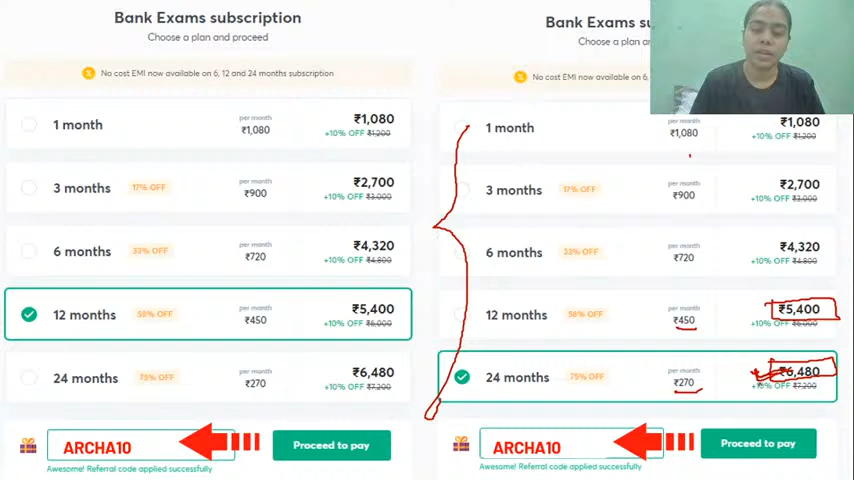 Bank Exams subscription
Choose a plan and proceed
No cost EMI now available on 6, 12 and 24 months subscription
1 month
per month
₹1,080
₹1,080
+10% OFF ₹1,200
3 months
17% OFF
₹900
₹2,700
+10% OFF ₹3,000
6 months
33% OFF
per month
₹720
₹4,320
+10% OFF ₹4,800
12 months
58% OFF
per month
₹450
₹5,400
+10% OFF ₹6,000
24 months
75% OFF
per month
₹270
₹6,480
+10% OFF ₹7,200
ARCHA10
Proceed to pay
Awesome! Referral code applied successfully
Bank Exams su
Choose a plan an
No cost EMI now available on 6,
1 month
per month
₹1,080
₹1,080
+10% OFF ₹1,200
3 months
17% OFF
per month
₹900
₹2,700
+10% OFF ₹3,000
6 months
33% OFF
per month
₹720
₹4,320
+10% OFF ₹4,800
12 months
58% OFF
per month
₹450
₹5,400
+10% OFF ₹6,000
24 months
75% OFF
per month
₹270
₹6,480
+10% OFF ₹7,200
ARCHA10
Proceed to pay
Awesome! Referral code applied successfully